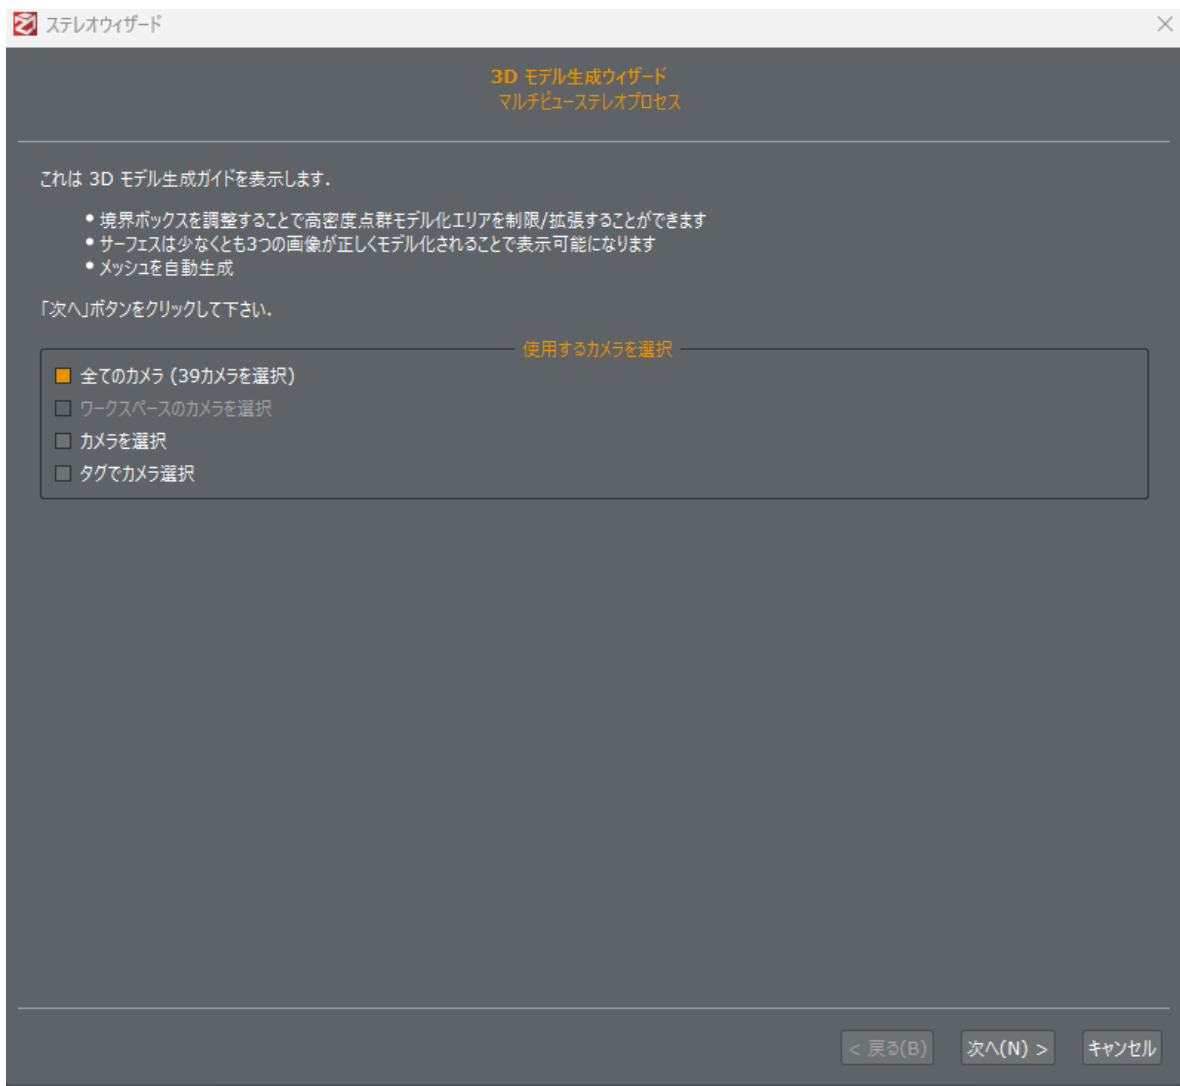 ステレオウィザード
3D モデル生成ウィザード
マルチビューステレオプロセス
これは 3D モデル生成ガイドを表示します.
• 境界ボックスを調整することで高密度点群モデル化エリアを制限/拡張することができます
• サーフェスは少なくとも3つの画像が正しくモデル化されることで表示可能になります
• メッシュを自動生成
「次へ」ボタンをクリックして下さい.
使用するカメラを選択
全てのカメラ (39カメラを選択)
ワークスペースのカメラを選択
カメラを選択
タグでカメラ選択
< 戻る(B)
次へ(N) >
キャンセル